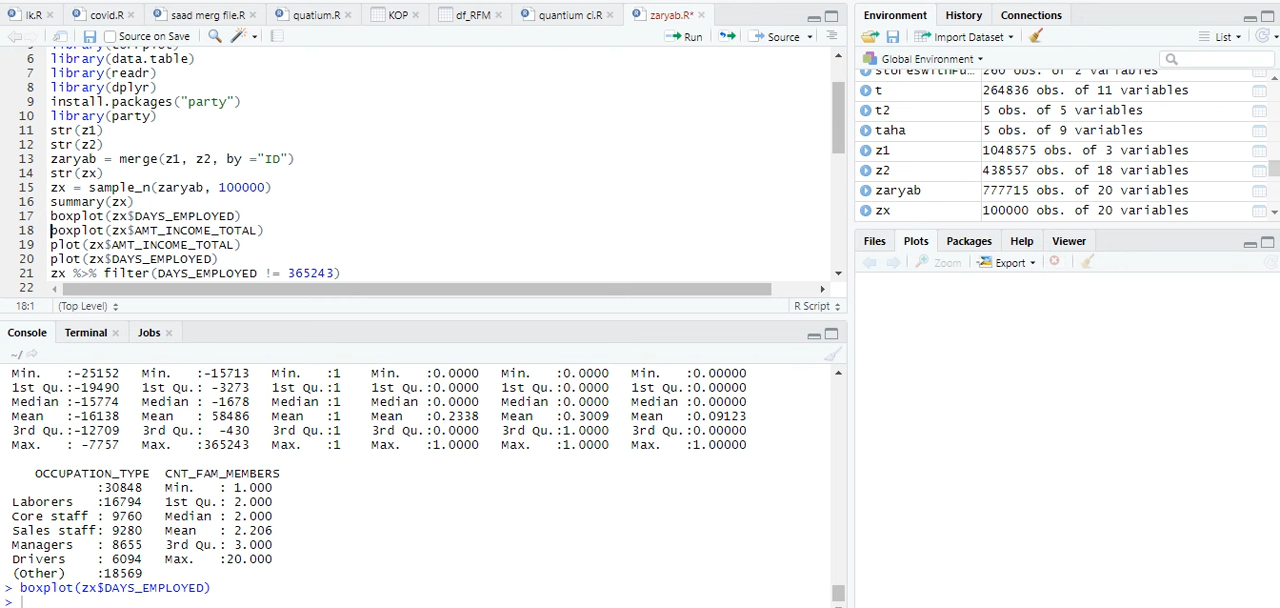 lk.R covid.R saad merg file.R quatium.R KOP df_RFM quantium cl.R zaryab.R*
Source on Save Run Source
6 library(data.table)
7 library(readr)
8 library(dplyr)
9 install.packages("party")
10 library(party)
11 str(z1)
12 str(z2)
13 zaryab = merge(z1, z2, by ="ID")
14 str(zx)
15 zx = sample_n(zaryab, 100000)
16 summary(zx)
17 boxplot(zx$DAYS_EMPLOYED)
18 boxplot(zx$AMT_INCOME_TOTAL)
19 plot(zx$AMT_INCOME_TOTAL)
20 plot(zx$DAYS_EMPLOYED)
21 zx %>% filter(DAYS_EMPLOYED != 365243)
22
18:1 (Top Level) R Script
Console Terminal Jobs
~/
Min. :-25152 Min. :-15713 Min. :1 Min. :0.0000 Min. :0.0000 Min. :0.00000
1st Qu.:-19490 1st Qu.: -3273 1st Qu.:1 1st Qu.:0.0000 1st Qu.:0.0000 1st Qu.:0.00000
Median :-15774 Median : -1678 Median :1 Median :0.0000 Median :0.0000 Median :0.00000
Mean :-16138 Mean : 58486 Mean :1 Mean :0.2338 Mean :0.3009 Mean :0.09123
3rd Qu.:-12709 3rd Qu.: -430 3rd Qu.:1 3rd Qu.:0.0000 3rd Qu.:1.0000 3rd Qu.:0.00000
Max. : -7757 Max. :365243 Max. :1 Max. :1.0000 Max. :1.0000 Max. :1.00000
OCCUPATION_TYPE CNT_FAM_MEMBERS
:30848 Min. : 1.000
Laborers :16794 1st Qu.: 2.000
Core staff : 9760 Median : 2.000
Sales staff: 9280 Mean : 2.206
Managers : 8655 3rd Qu.: 3.000
Drivers : 6094 Max. :20.000
(Other) :18569
> boxplot(zx$DAYS_EMPLOYED)
>
Environment History Connections
Import Dataset List
Global Environment
t 264836 obs. of 11 variables
t2 5 obs. of 5 variables
taha 5 obs. of 9 variables
z1 1048575 obs. of 3 variables
z2 438557 obs. of 18 variables
zaryab 777715 obs. of 20 variables
zx 100000 obs. of 20 variables
Files Plots Packages Help Viewer
Zoom Export